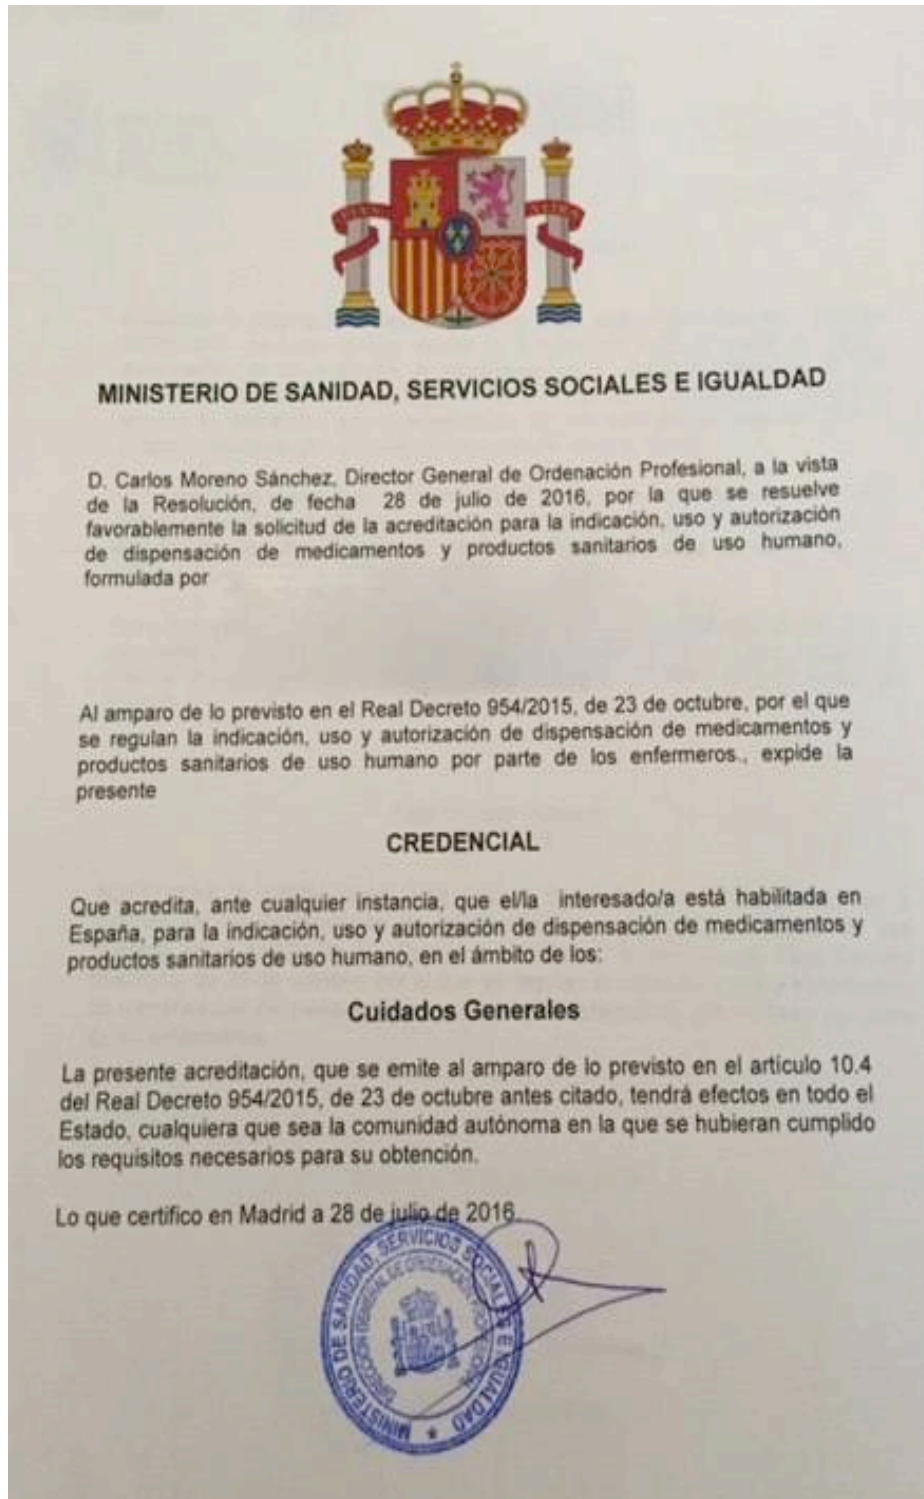 MINISTERIO DE SANIDAD, SERVICIOS SOCIALES E IGUALDAD
D. Carlos Moreno Sánchez, Director General de Ordenación Profesional, a la vista
de la Resolución, de fecha 28 de julio de 2016, por la que se resuelve
favorablemente la solicitud de la acreditación para la indicación, uso y autorización
de dispensación de medicamentos y productos sanitarios de uso humano,
formulada por
Al amparo de lo previsto en el Real Decreto 954/2015, de 23 de octubre, por el que
se regulan la indicación, uso y autorización de dispensación de medicamentos y
productos sanitarios de uso humano por parte de los enfermeros., expide la
presente
CREDENCIAL
Que acredita, ante cualquier instancia, que el/la interesado/a está habilitada en
España, para la indicación, uso y autorización de dispensación de medicamentos y
productos sanitarios de uso humano, en el ámbito de los:
Cuidados Generales
La presente acreditación, que se emite al amparo de lo previsto en el artículo 10.4
del Real Decreto 954/2015, de 23 de octubre antes citado, tendrá efectos en todo el
Estado, cualquiera que sea la comunidad autónoma en la que se hubieran cumplido
los requisitos necesarios para su obtención.
Lo que certifico en Madrid a 28 de julio de 2016.
MINISTERIO DE SANIDAD, SERVICIOS SOCIALES E IGUALDAD
DIRECCIÓN GENERAL DE ORDENACIÓN PROFESIONAL